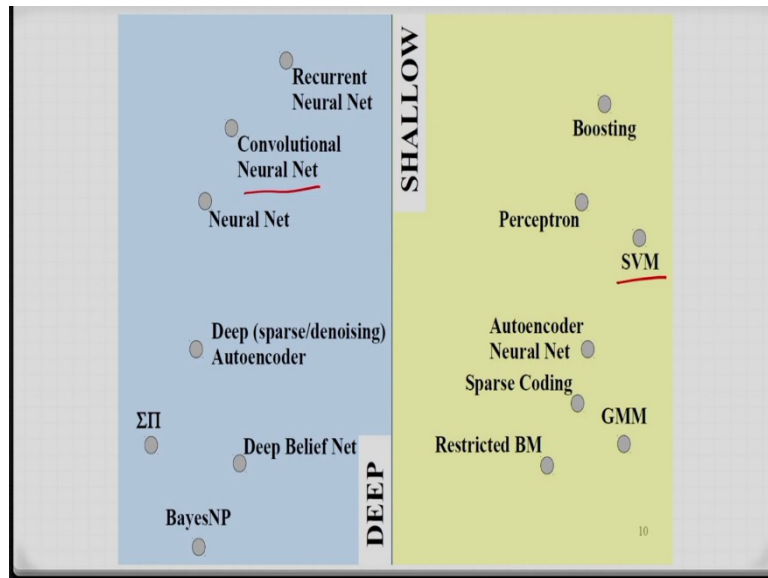 Recurrent
Neural Net
Convolutional
Neural Net
Neural Net
Deep (sparse/denoising)
Autoencoder
ΣΠ
Deep Belief Net
BayesNP
DEEP
SHALLOW
Boosting
Perceptron
SVM
Autoencoder
Neural Net
Sparse Coding
GMM
Restricted BM
10